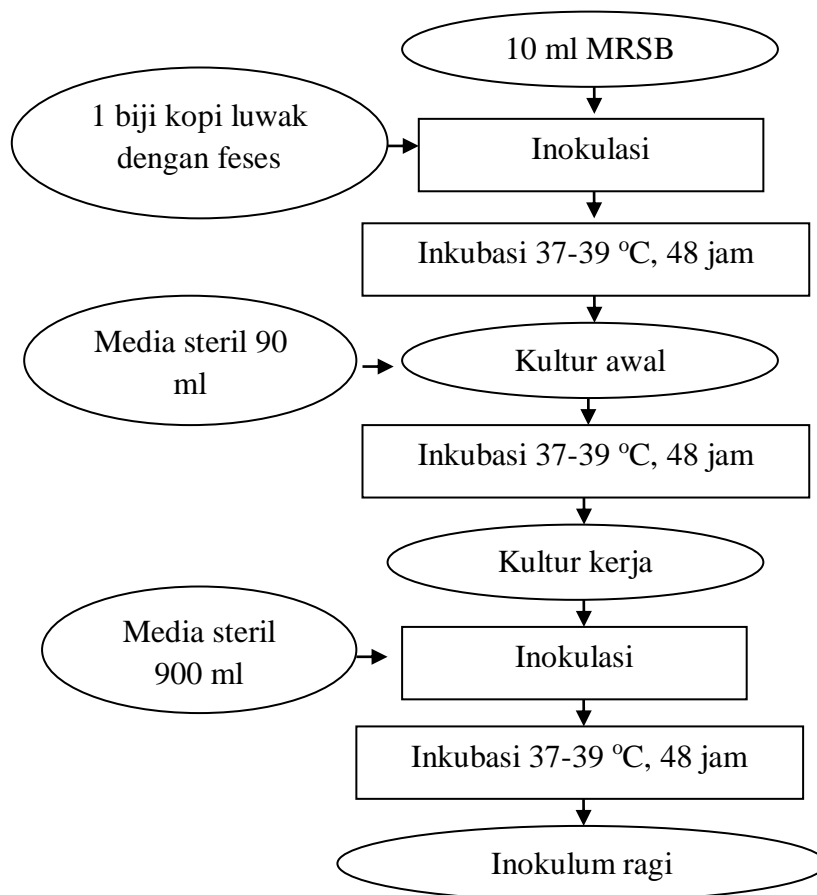 10 ml MRSB
1 biji kopi luwak
dengan feses
Inokulasi
Inkubasi 37-39 ºC, 48 jam
Media steril 90
ml
Kultur awal
Inkubasi 37-39 ºC, 48 jam
Kultur kerja
Media steril
900 ml
Inokulasi
Inkubasi 37-39 ºC, 48 jam
Inokulum ragi